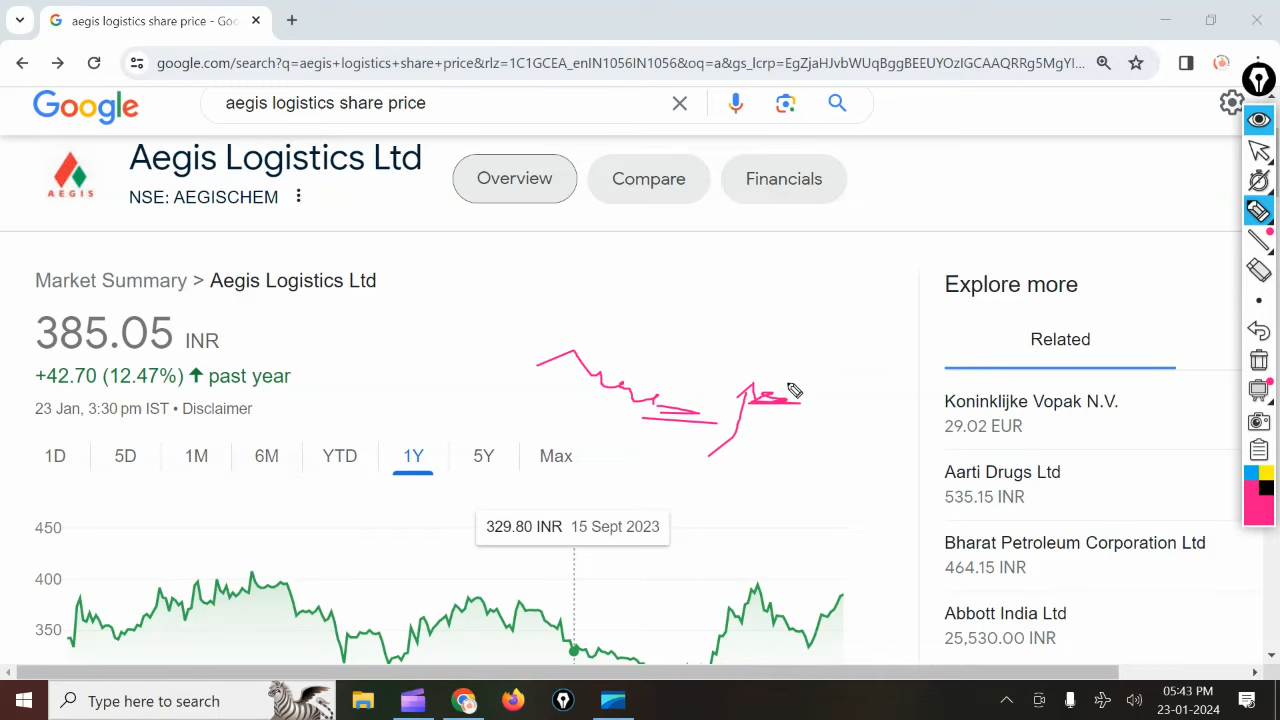 aegis logistics share price - Goo
google.com/search?q=aegis+logistics+share+price&rlz=1C1GCEA_enIN1056IN1056&oq=a&gs_lcrp=EgZjaHJvbWUqBggBEEUYOzIGCAAQRRg5MgYI...
Google
aegis logistics share price
AEGIS
Aegis Logistics Ltd
NSE: AEGISCHEM
Overview
Compare
Financials
Market Summary > Aegis Logistics Ltd
385.05 INR
+42.70 (12.47%) past year
23 Jan, 3:30 pm IST • Disclaimer
1D 5D 1M 6M YTD 1Y 5Y Max
329.80 INR 15 Sept 2023
450
400
350
Explore more
Related
Koninklijke Vopak N.V.
29.02 EUR
Aarti Drugs Ltd
535.15 INR
Bharat Petroleum Corporation Ltd
464.15 INR
Abbott India Ltd
25,530.00 INR
Type here to search
05:43 PM
23-01-2024